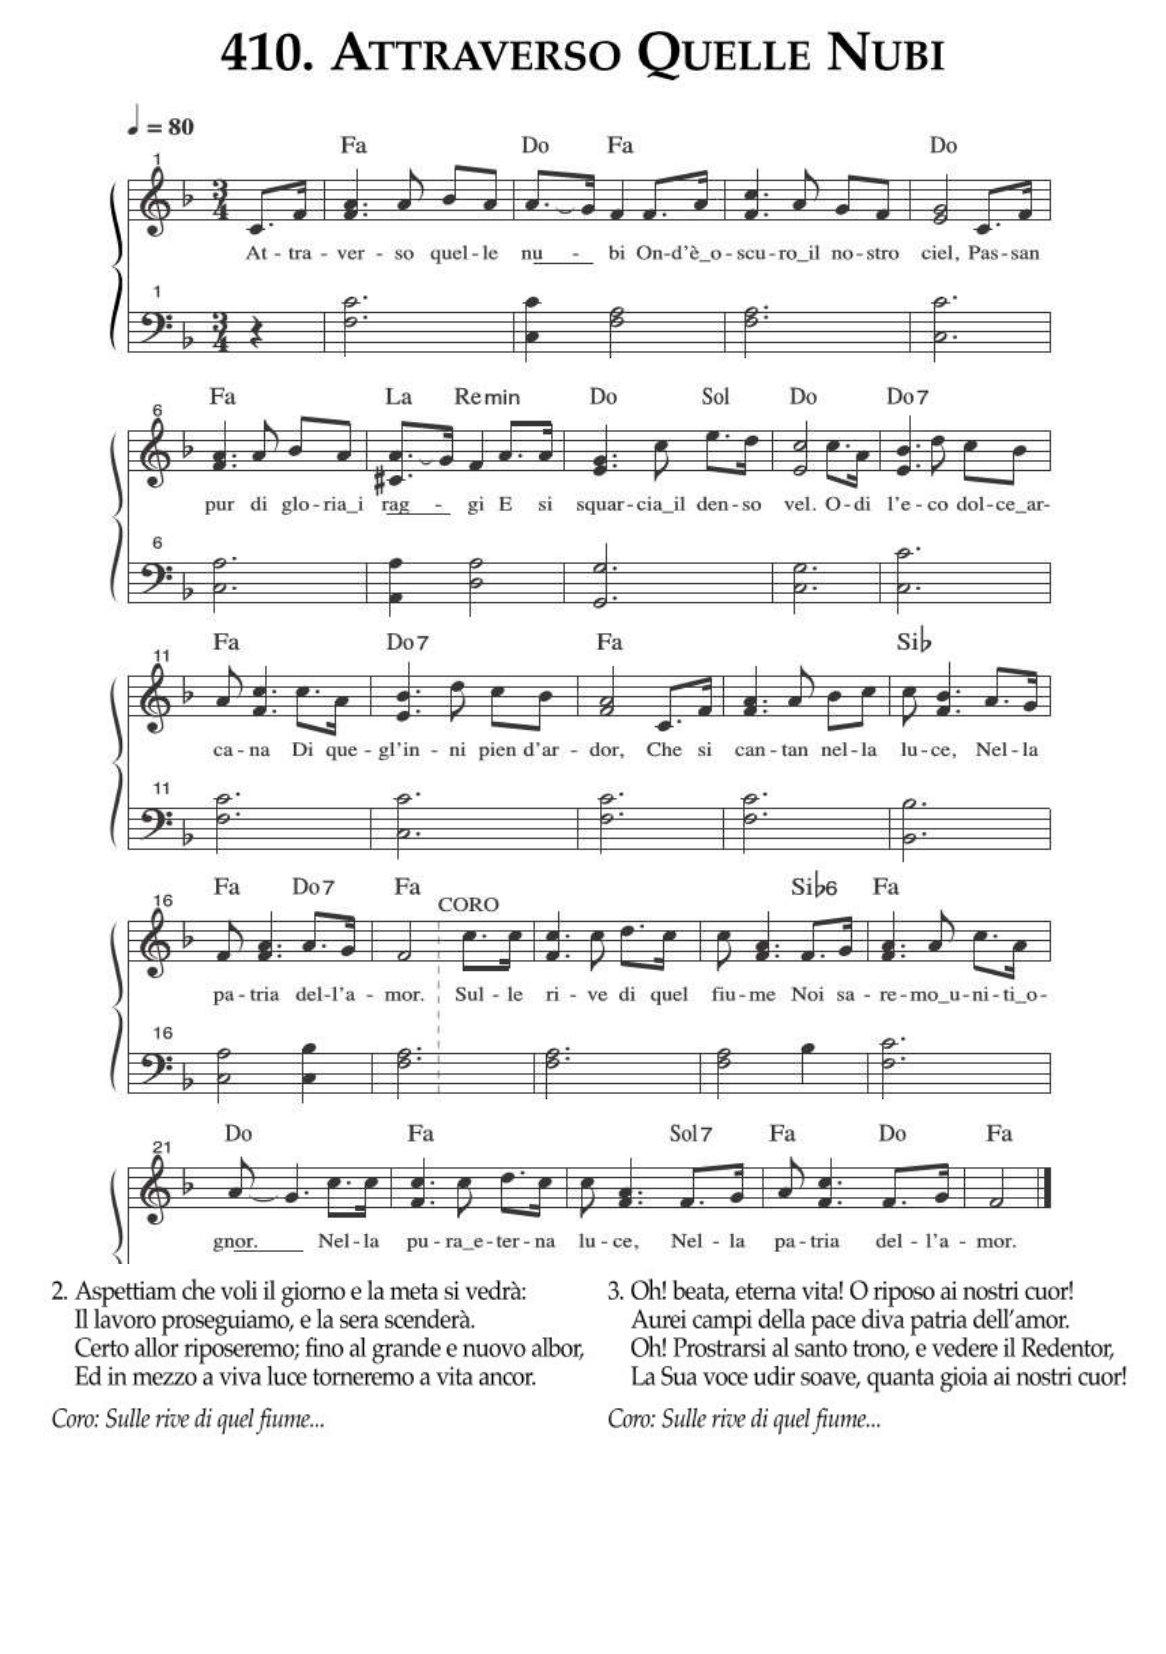 410. ATTRAVERSO QUELLE NUBI
= 80
Fa Do Fa Do
1
3 4
At - tra - ver - so quel - le nu - bi On-d'è_o - scu - ro_il no - stro ciel, Pas - san
1
3 4
Fa La Re min Do Sol Do Do7
6
pur di glo - ria_i rag - gi E si squar - cia_il den - so vel. O - di l'e - co dol - ce_ar-
6
Fa Do7 Fa Si♭
11
ca - na Di que - gl'in - ni pien d'ar - dor, Che si can - tan nel - la lu - ce, Nel - la
11
Fa Do7 Fa Si♭6 Fa
CORO
16
pa - tria del-l'a - mor. Sul - le ri - ve di quel fiu - me Noi sa - re - mo_u - ni - ti_o-
16
Do Fa Sol7 Fa Do Fa
21
gnor. Nel - la pu - ra_e - ter - na lu - ce, Nel - la pa - tria del - l'a - mor.
2. Aspettiam che voli il giorno e la meta si vedrà:
Il lavoro proseguiamo, e la sera scenderà.
Certo allor riposeremo; fino al grande e nuovo albor,
Ed in mezzo a viva luce torneremo a vita ancor.
Coro: Sulle rive di quel fiume...
3. Oh! beata, eterna vita! O riposo ai nostri cuor!
Aurei campi della pace diva patria dell'amor.
Oh! Prostrarsi al santo trono, e vedere il Redentor,
La Sua voce udir soave, quanta gioia ai nostri cuor!
Coro: Sulle rive di quel fiume...